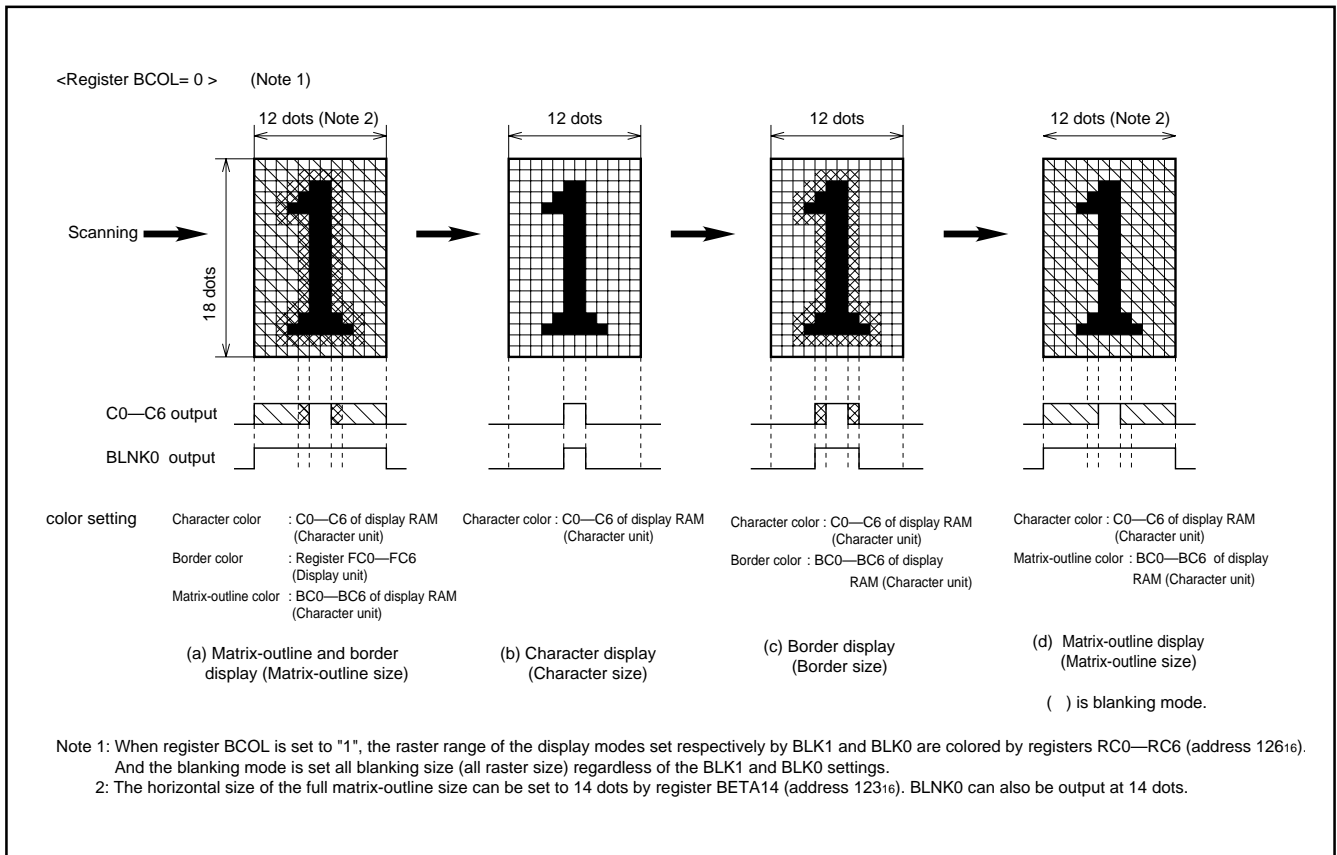 <Register BCOL= 0 > (Note 1)
12 dots (Note 2)
12 dots
12 dots
12 dots (Note 2)
Scanning
18 dots
1
1
1
1
C0—C6 output
BLNK0 output
color setting
Character color : C0—C6 of display RAM
(Character unit)
Border color : Register FC0—FC6
(Display unit)
Matrix-outline color : BC0—BC6 of display RAM
(Character unit)
(a) Matrix-outline and border
display (Matrix-outline size)
Character color : C0—C6 of display RAM
(Character unit)
(b) Character display
(Character size)
Character color : C0—C6 of display RAM
(Character unit)
Border color : BC0—BC6 of display
RAM (Character unit)
(c) Border display
(Border size)
Character color : C0—C6 of display RAM
(Character unit)
Matrix-outline color : BC0—BC6 of display
RAM (Character unit)
(d) Matrix-outline display
(Matrix-outline size)
( ) is blanking mode.
Note 1: When register BCOL is set to "1", the raster range of the display modes set respectively by BLK1 and BLK0 are colored by registers RC0—RC6 (address 12616).
And the blanking mode is set all blanking size (all raster size) regardless of the BLK1 and BLK0 settings.
2: The horizontal size of the full matrix-outline size can be set to 14 dots by register BETA14 (address 12316). BLNK0 can also be output at 14 dots.